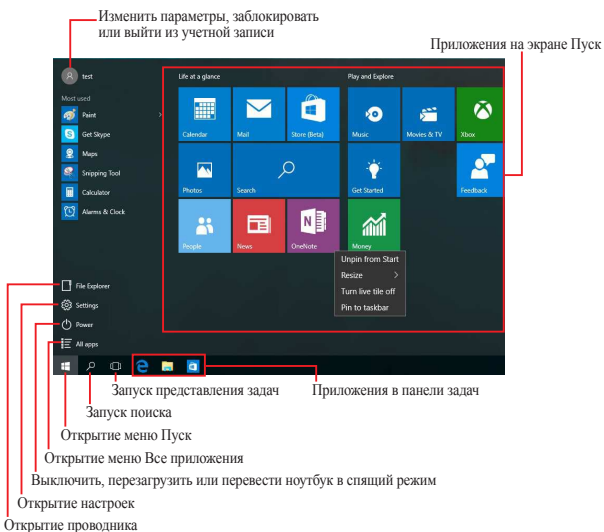 Изменить параметры, заблокировать
или выйти из учетной записи
Приложения на экране Пуск
test
Life at a glance
Play and Explore
Most used
Paint
Get Skype
Maps
Snipping Tool
Calculator
Alarms & Clock
Calendar
Mail
Store (Beta)
Music
Movies & TV
Xbox
Photos
Search
Get Started
Feedback
People
News
OneNote
Money
Unpin from Start
Resize
Turn live tile off
Pin to taskbar
File Explorer
Settings
Power
All apps
Запуск представления задач
Приложения в панели задач
Запуск поиска
Открытие меню Пуск
Открытие меню Все приложения
Выключить, перезагрузить или перевести ноутбук в спящий режим
Открытие настроек
Открытие проводника